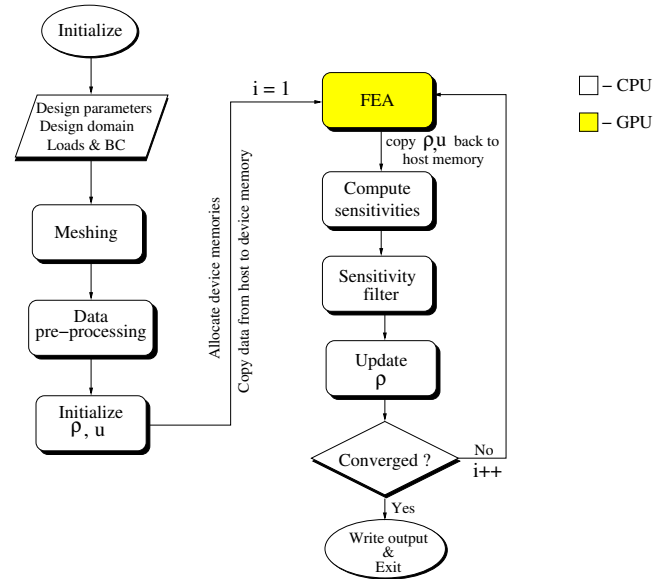 Initialize
Design parameters
Design domain
Loads & BC
Meshing
Data
pre-processing
Initialize
ρ, u
Allocate device memories
Copy data from host to device memory
i = 1
FEA
copy ρ,u back to
host memory
Compute
sensitivities
Sensitivity
filter
Update
ρ
Converged ?
No
i++
Yes
Write output
&
Exit
– CPU
– GPU